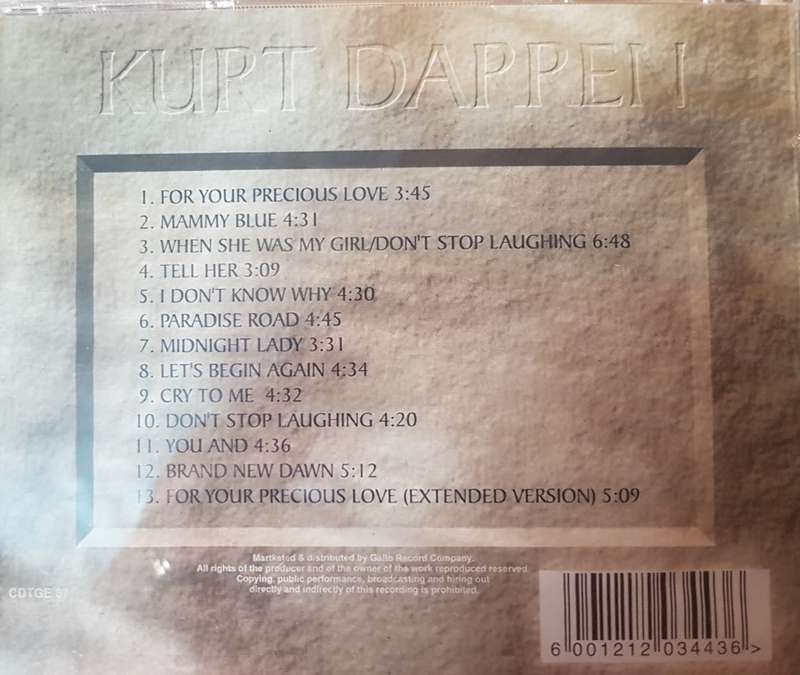 KURT DAPPEN
1. FOR YOUR PRECIOUS LOVE 3:45
2. MAMMY BLUE 4:31
3. WHEN SHE WAS MY GIRL/DON'T STOP LAUGHING 6:48
4. TELL HER 3:09
5. I DON'T KNOW WHY 4:30
6. PARADISE ROAD 4:45
7. MIDNIGHT LADY 3:31
8. LET'S BEGIN AGAIN 4:34
9. CRY TO ME 4:32
10. DON'T STOP LAUGHING 4:20
11. YOU AND 4:36
12. BRAND NEW DAWN 5:12
13. FOR YOUR PRECIOUS LOVE (EXTENDED VERSION) 5:09
Martketed & distributed by Gallo Record Company.
All rights of the producer and of the owner of the work reproduced reserved.
Copying, public performance, broadcasting and hiring out
directly and indirectly of this recording is prohibited.
CDTGE
6 001212 034436 >